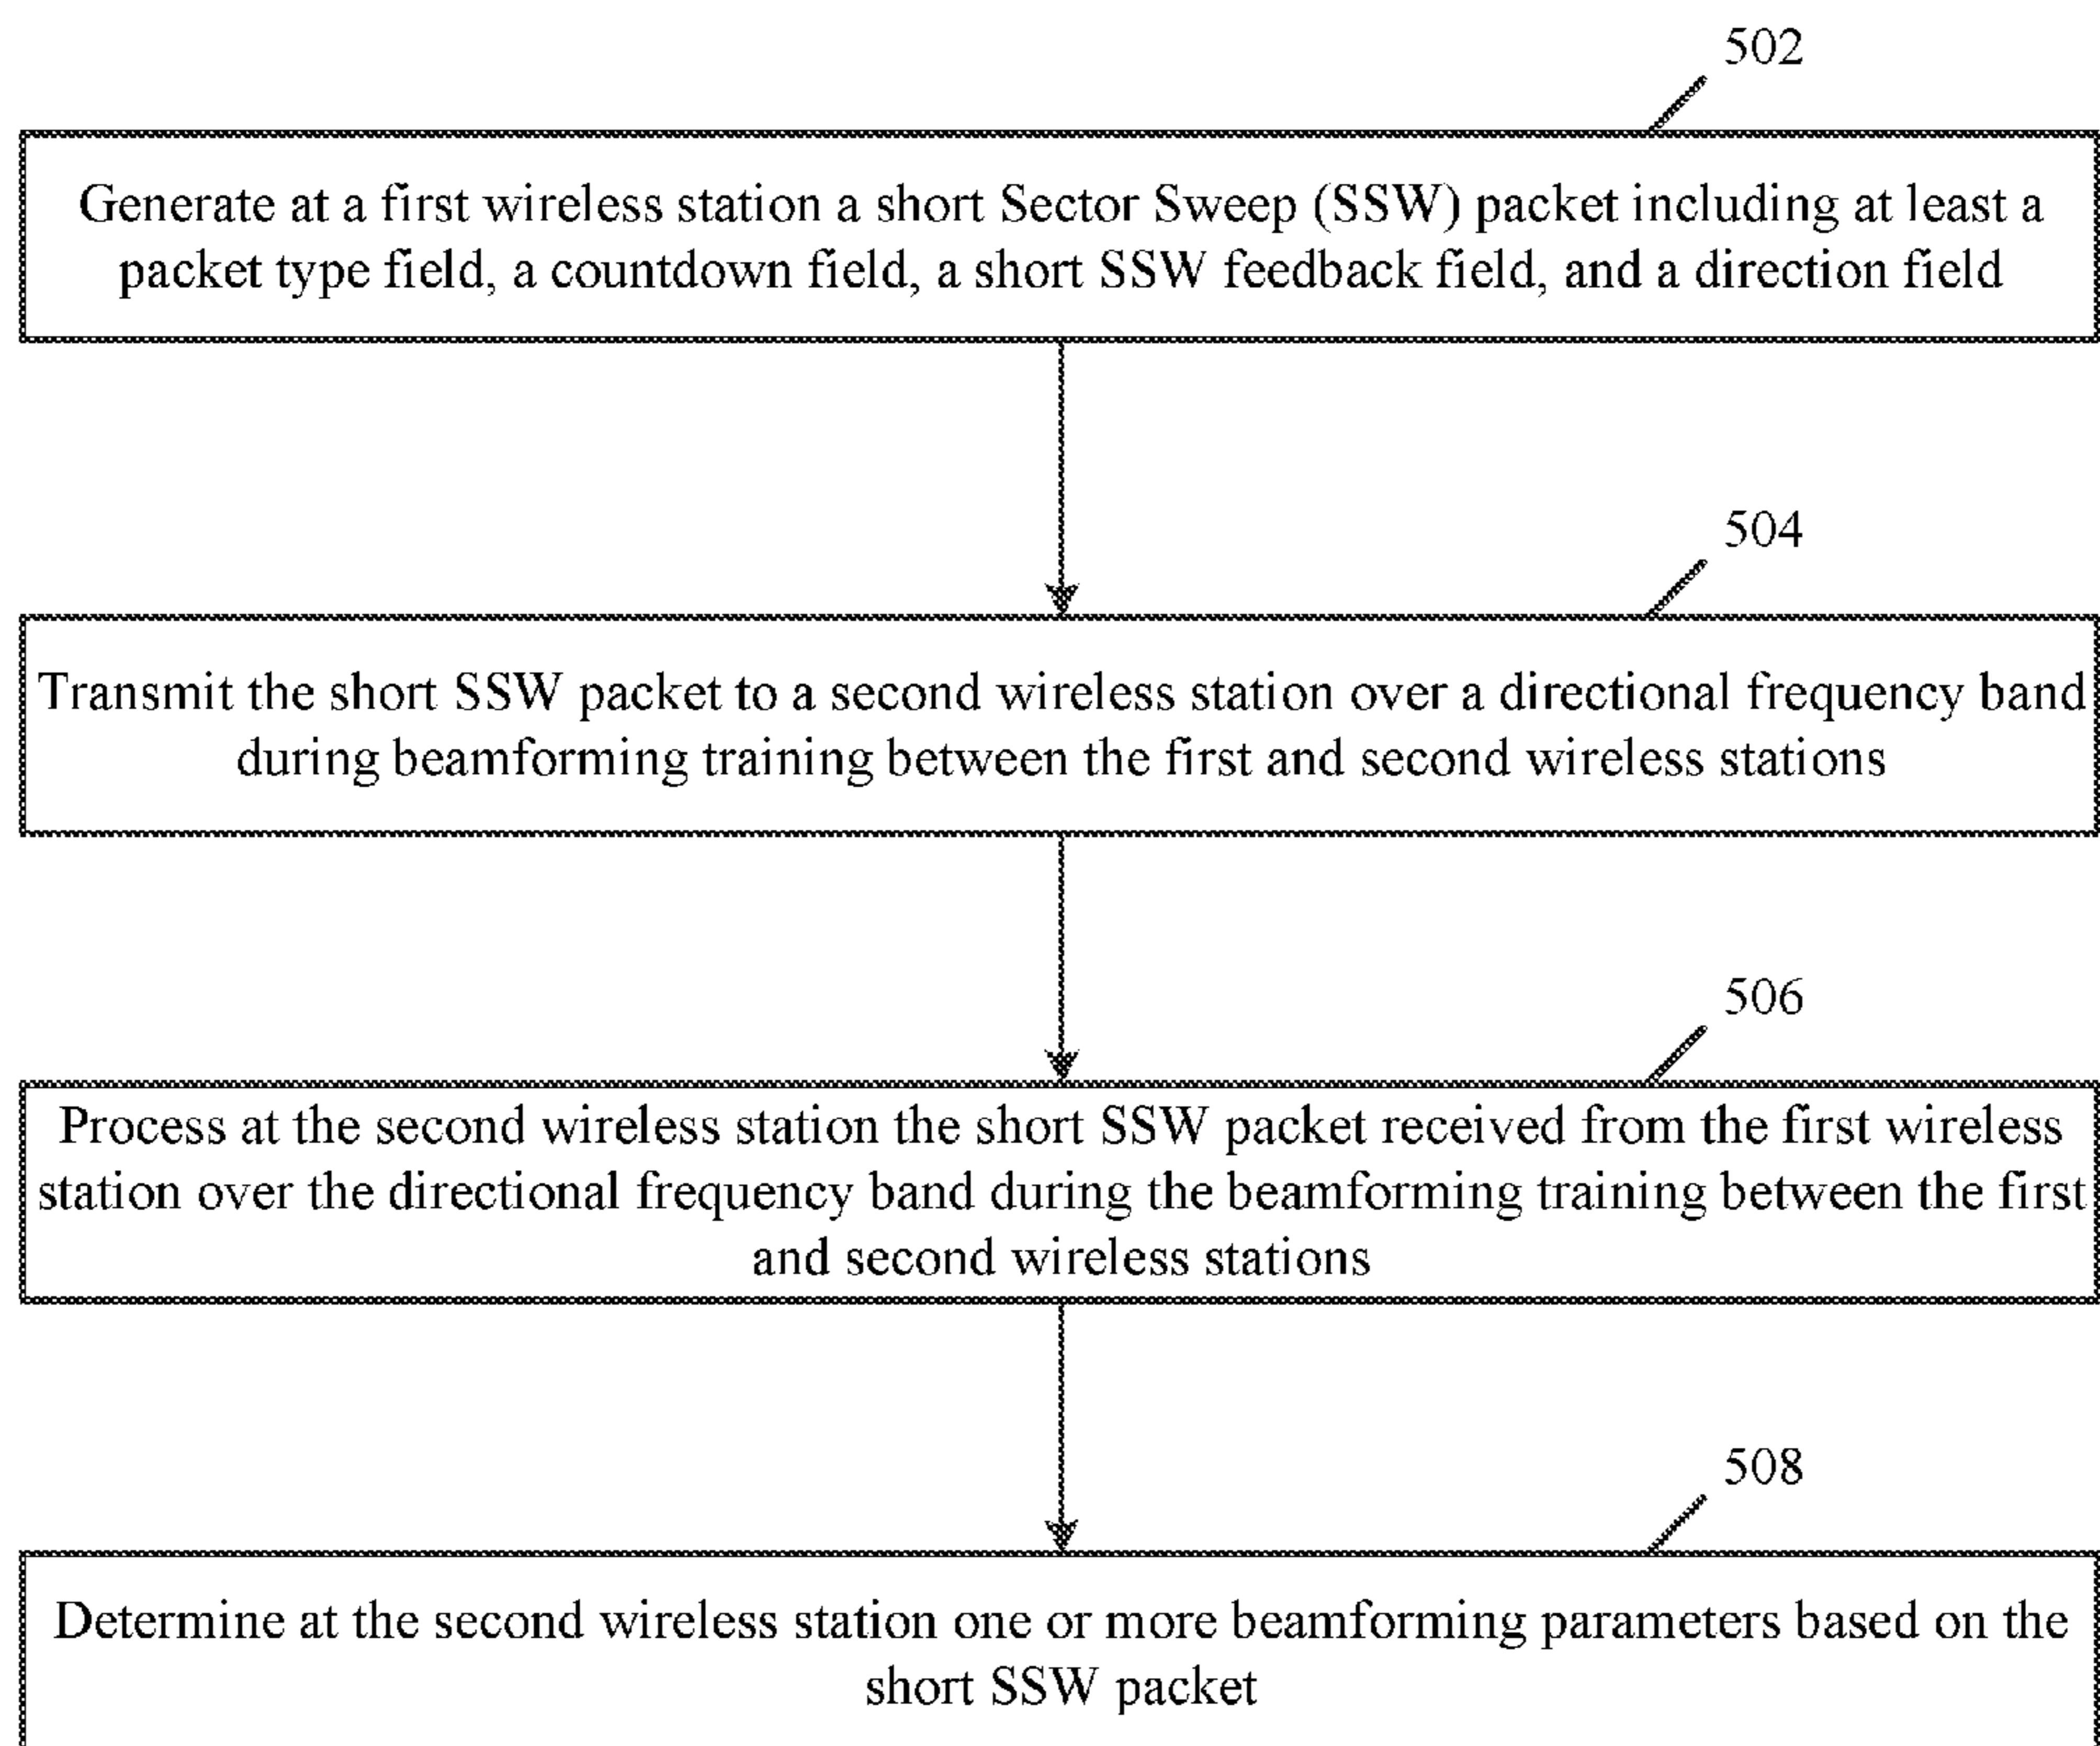 502
Generate at a first wireless station a short Sector Sweep (SSW) packet including at least a
packet type field, a countdown field, a short SSW feedback field, and a direction field
504
Transmit the short SSW packet to a second wireless station over a directional frequency band
during beamforming training between the first and second wireless stations
506
Process at the second wireless station the short SSW packet received from the first wireless
station over the directional frequency band during the beamforming training between the first
and second wireless stations
508
Determine at the second wireless station one or more beamforming parameters based on the
short SSW packet